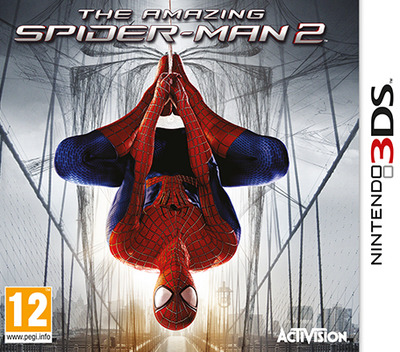 THE AMAZING
SPIDER-MAN 2
NINTENDO 3DS
12
www.pegi.info
ACTIVISION